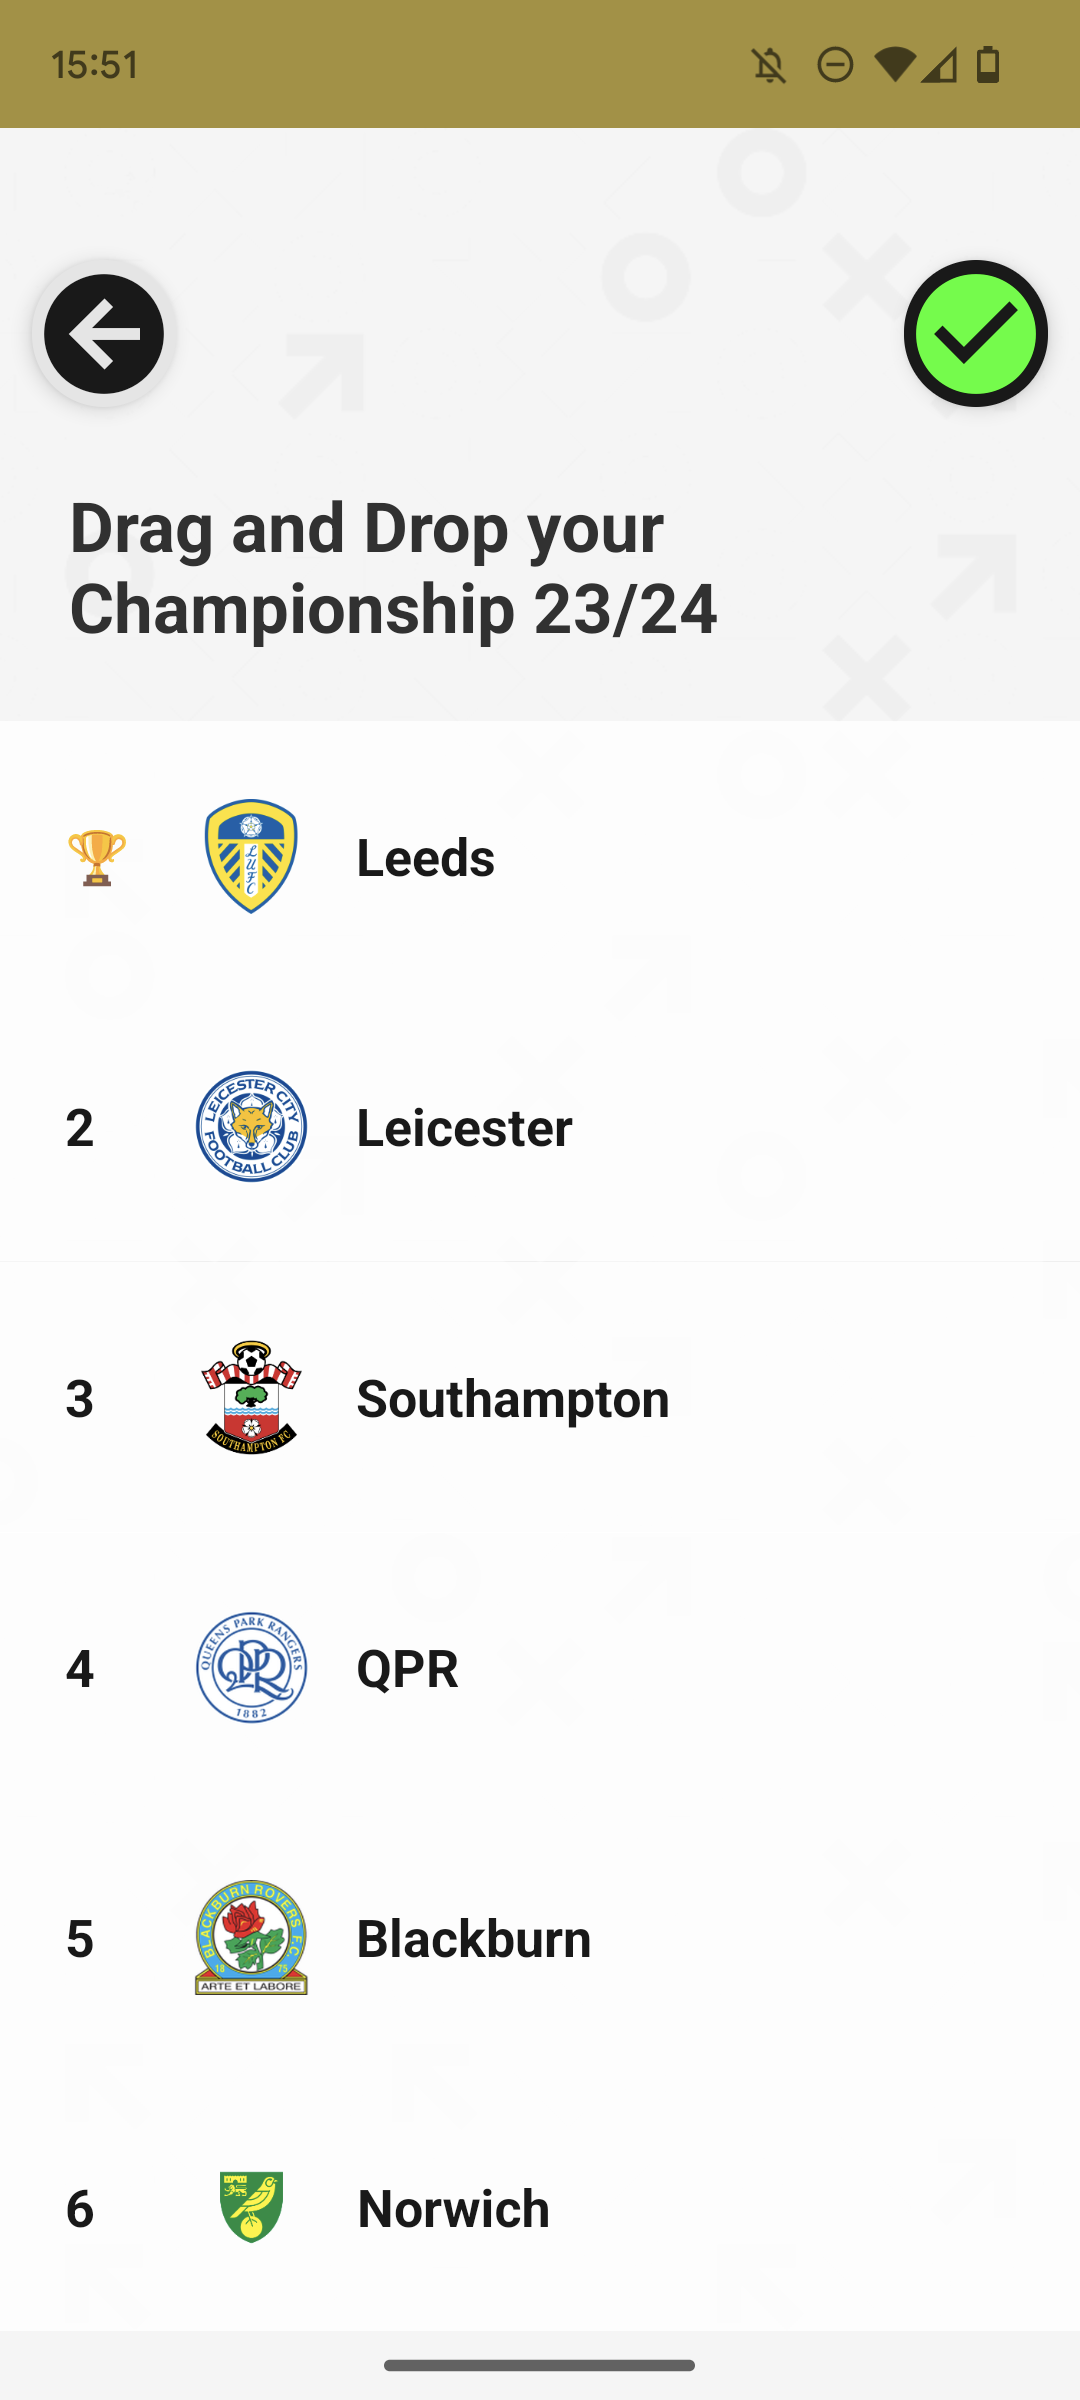 15:51
Drag and Drop your
Championship 23/24
Leeds
LUFC
2
LEICESTER CITY
FOOTBALL CLUB
Leicester
3
SOUTHAMPTON FC
Southampton
4
QUEENS PARK RANGERS
QPR
1882
QPR
5
BLACKBURN ROVERS F.C.
18 75
ARTE ET LABORE
Blackburn
6
Norwich